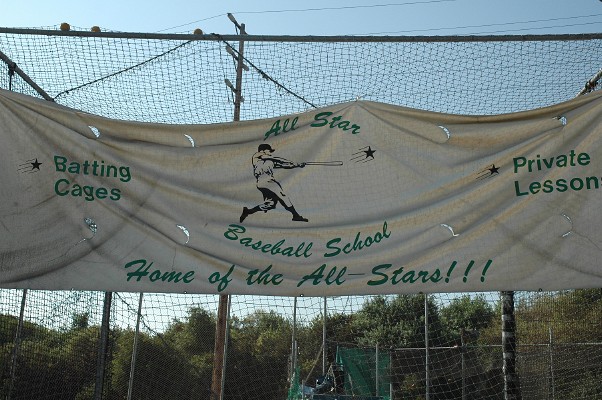 All Star
Batting
Cages
Private
Lessons
Baseball School
Home of the All-Stars!!!